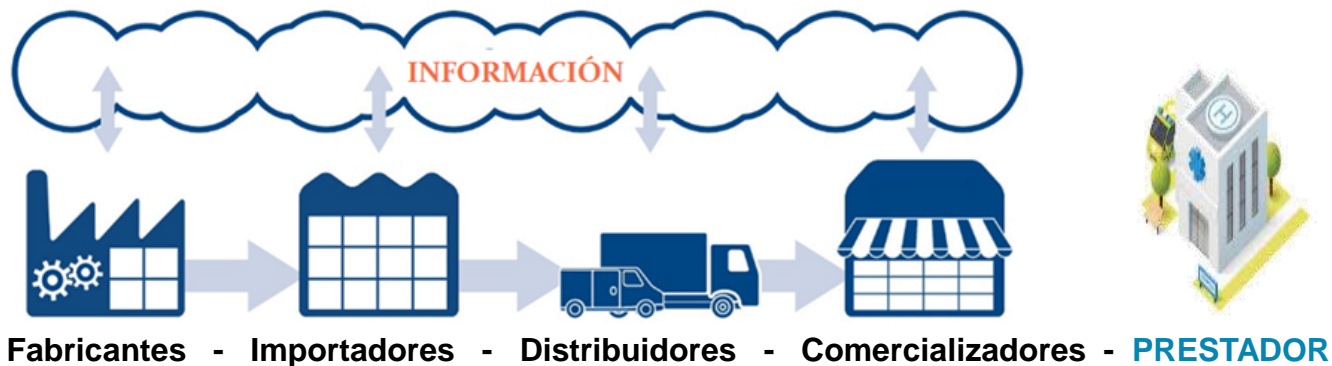 INFORMACIÓN
Fabricantes - Importadores - Distribuidores - Comercializadores - PRESTADOR